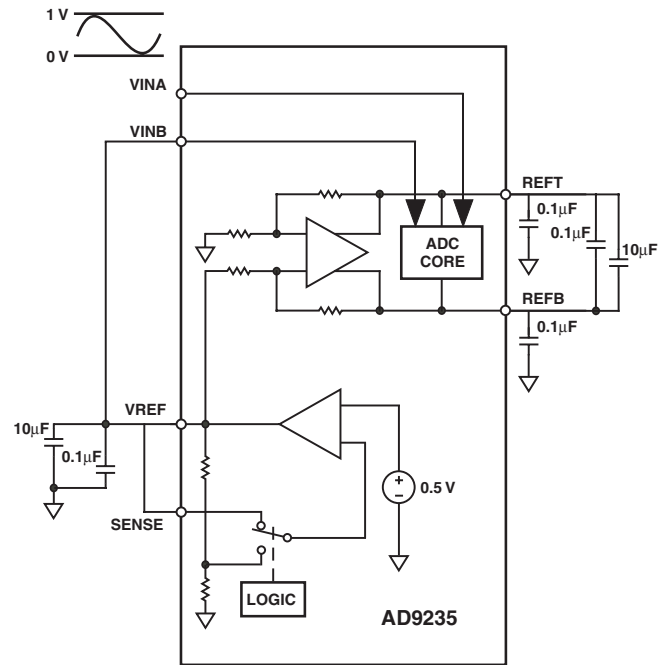 1 V
0 V
VINA
VINB
REFT
0.1µF
0.1µF
10µF
ADC
CORE
REFB
0.1µF
VREF
10µF
0.1µF
0.5 V
SENSE
LOGIC
AD9235